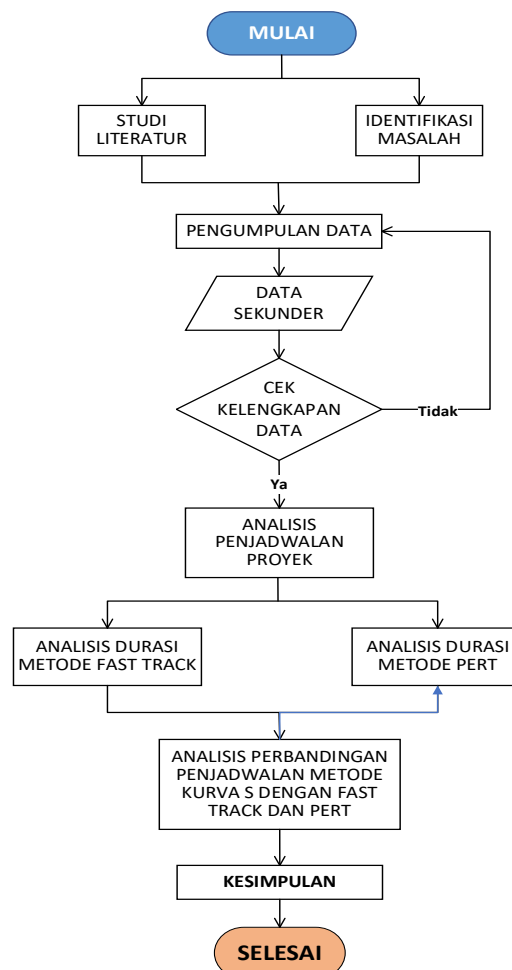 MULAI
STUDI
LITERATUR
IDENTIFIKASI
MASALAH
PENGUMPULAN DATA
DATA
SEKUNDER
CEK
KELENGKAPAN
DATA
Tidak
Ya
ANALISIS
PENJADWALAN
PROYEK
ANALISIS DURASI
METODE FAST TRACK
ANALISIS DURASI
METODE PERT
ANALISIS PERBANDINGAN
PENJADWALAN METODE
KURVA S DENGAN FAST
TRACK DAN PERT
KESIMPULAN
SELESAI